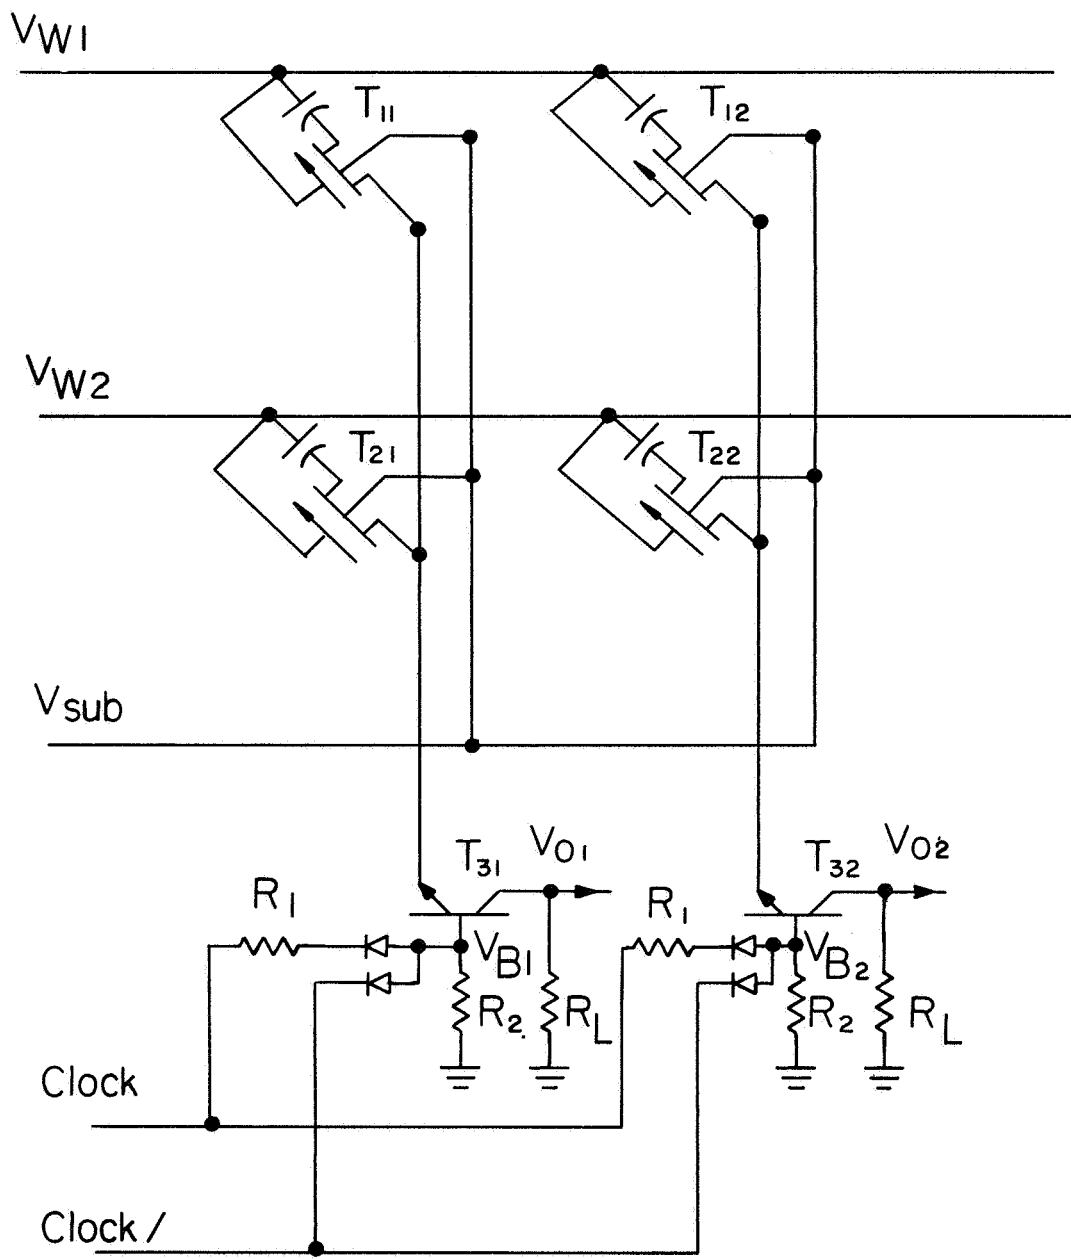 VW1
T11
T12
VW2
T21
T22
Vsub
T31
VO1
T32
VO2
R1
R1
VB1
VB2
R2.
RL
R2
RL
Clock
Clock /